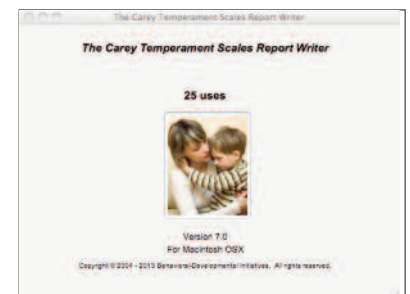 The Carey Temperament Scales Report Writer
The Carey Temperament Scales Report Writer
25 uses
Version 7.0
For Macintosh OSX
Copyright © 2004 - 2013 Behavioral-Developmental Initiatives. All rights reserved.